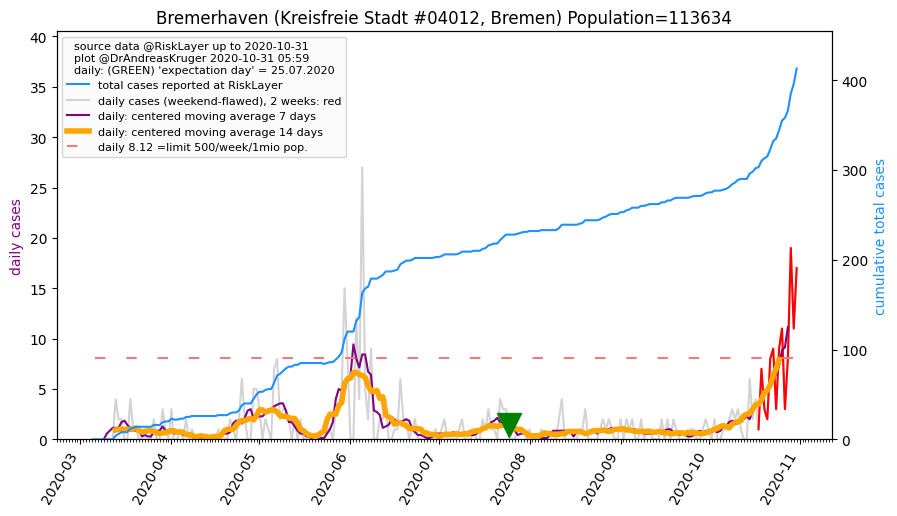 Bremerhaven (Kreisfreie Stadt #04012, Bremen) Population=113634
source data @RiskLayer up to 2020-10-31
plot @DrAndreasKruger 2020-10-31 05:59
daily: (GREEN) 'expectation day' = 25.07.2020
total cases reported at RiskLayer
daily cases (weekend-flawed), 2 weeks: red
daily: centered moving average 7 days
daily: centered moving average 14 days
daily 8.12 =limit 500/week/1mio pop.
daily cases
40
35
30
25
20
15
10
5
0
cumulative total cases
400
300
200
100
0
2020-03
2020-04
2020-05
2020-06
2020-07
2020-08
2020-09
2020-10
2020-11